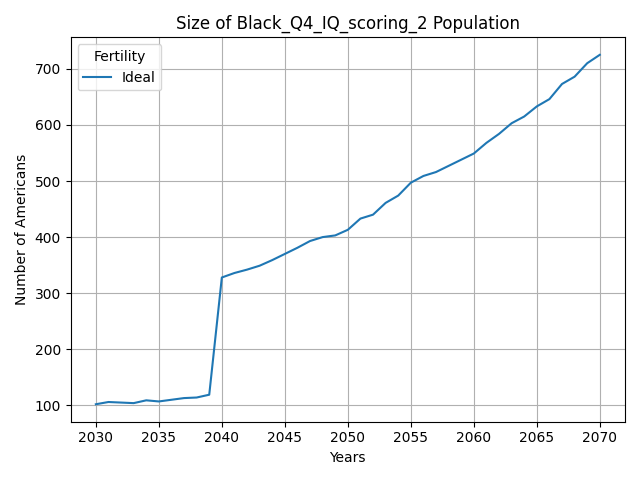 Size of Black_Q4_IQ_scoring_2 Population
Fertility
Ideal
Number of Americans
700
600
500
400
300
200
100
2030 2035 2040 2045 2050 2055 2060 2065 2070
Years